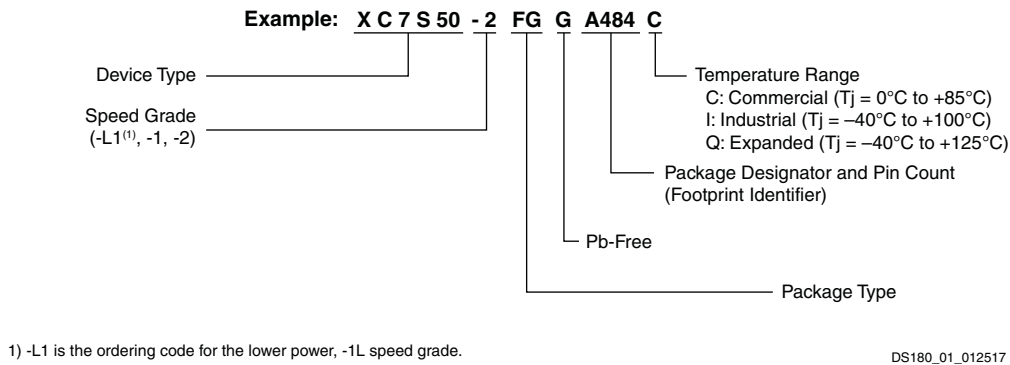 Example: X C 7 S 50 - 2 FG G A484 C
Device Type
Speed Grade
(-L1(1), -1, -2)
Temperature Range
C: Commercial (Tj = 0°C to +85°C)
I: Industrial (Tj = –40°C to +100°C)
Q: Expanded (Tj = –40°C to +125°C)
Package Designator and Pin Count
(Footprint Identifier)
Pb-Free
Package Type
1) -L1 is the ordering code for the lower power, -1L speed grade.
DS180_01_012517